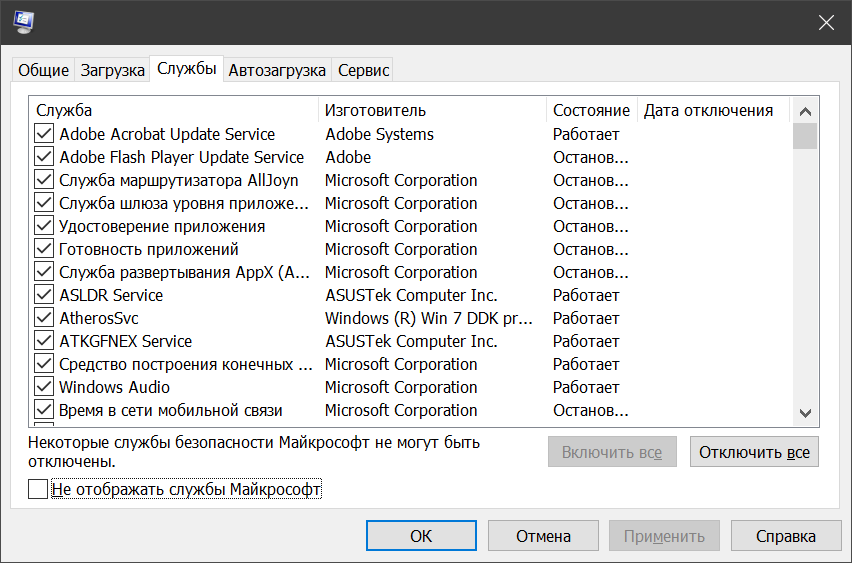 Общие Загрузка Службы Автозагрузка Сервис
Служба Изготовитель Состояние Дата отключения
Adobe Acrobat Update Service Adobe Systems Работает
Adobe Flash Player Update Service Adobe Останов...
Служба маршрутизатора AllJoyn Microsoft Corporation Останов...
Служба шлюза уровня приложе... Microsoft Corporation Останов...
Удостоверение приложения Microsoft Corporation Останов...
Готовность приложений Microsoft Corporation Останов...
Служба развертывания AppX (A... Microsoft Corporation Останов...
ASLDR Service ASUSTek Computer Inc. Работает
AtherosSvc Windows (R) Win 7 DDK pr... Работает
ATKGFNEX Service ASUSTek Computer Inc. Работает
Средство построения конечных ... Microsoft Corporation Работает
Windows Audio Microsoft Corporation Работает
Время в сети мобильной связи Microsoft Corporation Останов...
Некоторые службы безопасности Майкрософт не могут быть
отключены.
Включить все Отключить все
Не отображать службы Майкрософт
ОК Отмена Применить Справка